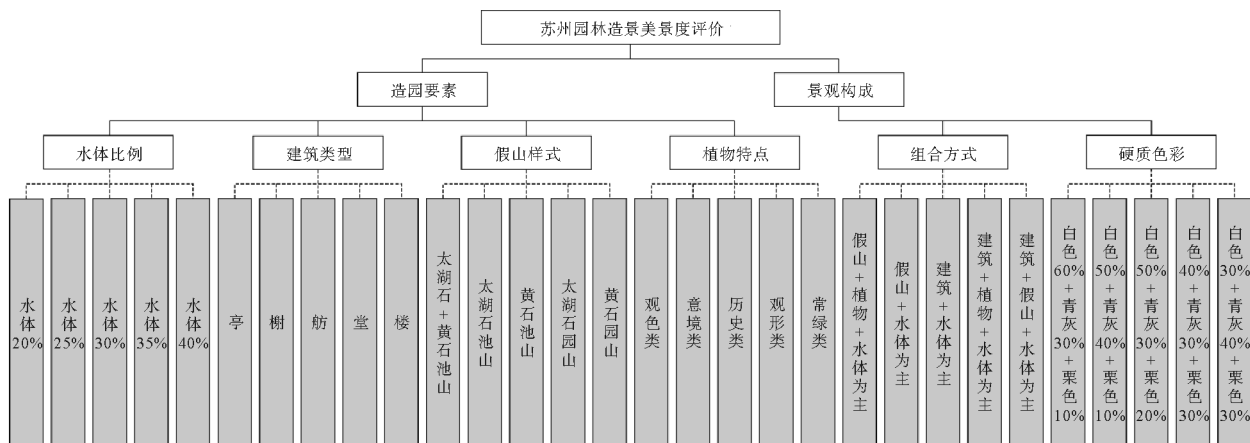 苏州园林造景美景度评价
造园要素
景观构成
水体比例
建筑类型
假山样式
植物特点
组合方式
硬质色彩
水体20%
水体25%
水体30%
水体35%
水体40%
亭
榭
舫
堂
楼
太湖石+黄石池山
太湖石池山
黄石池山
太湖石园山
黄石园山
观色类
意境类
历史类
观形类
常绿类
假山+植物+水体为主
假山+水体为主
建筑+水体为主
建筑+植物+水体为主
建筑+假山+水体为主
白色60%+青灰30%+栗色10%
白色50%+青灰40%+栗色10%
白色50%+青灰30%+栗色20%
白色40%+青灰30%+栗色30%
白色30%+青灰40%+栗色30%